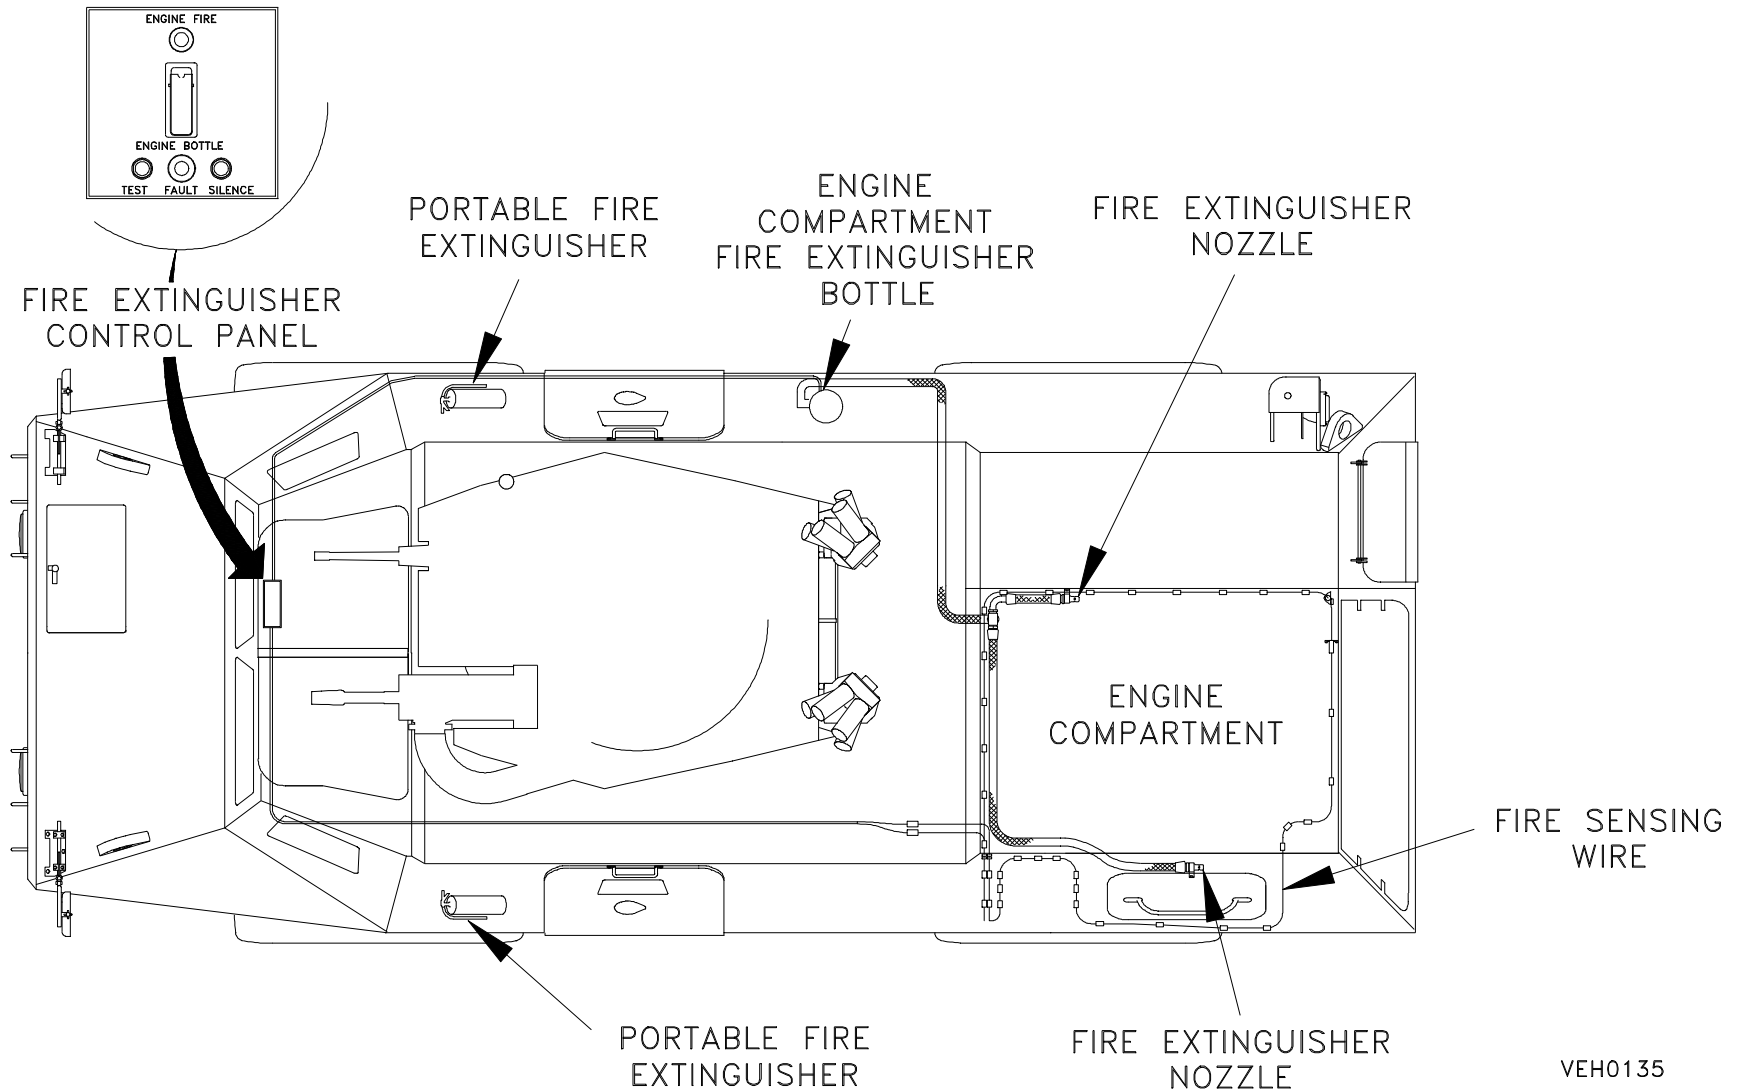 ENGINE FIRE
ENGINE BOTTLE
TEST FAULT SILENCE
FIRE EXTINGUISHER
CONTROL PANEL
PORTABLE FIRE
EXTINGUISHER
ENGINE
COMPARTMENT
FIRE EXTINGUISHER
BOTTLE
FIRE EXTINGUISHER
NOZZLE
ENGINE
COMPARTMENT
FIRE SENSING
WIRE
PORTABLE FIRE
EXTINGUISHER
FIRE EXTINGUISHER
NOZZLE
VEH0135